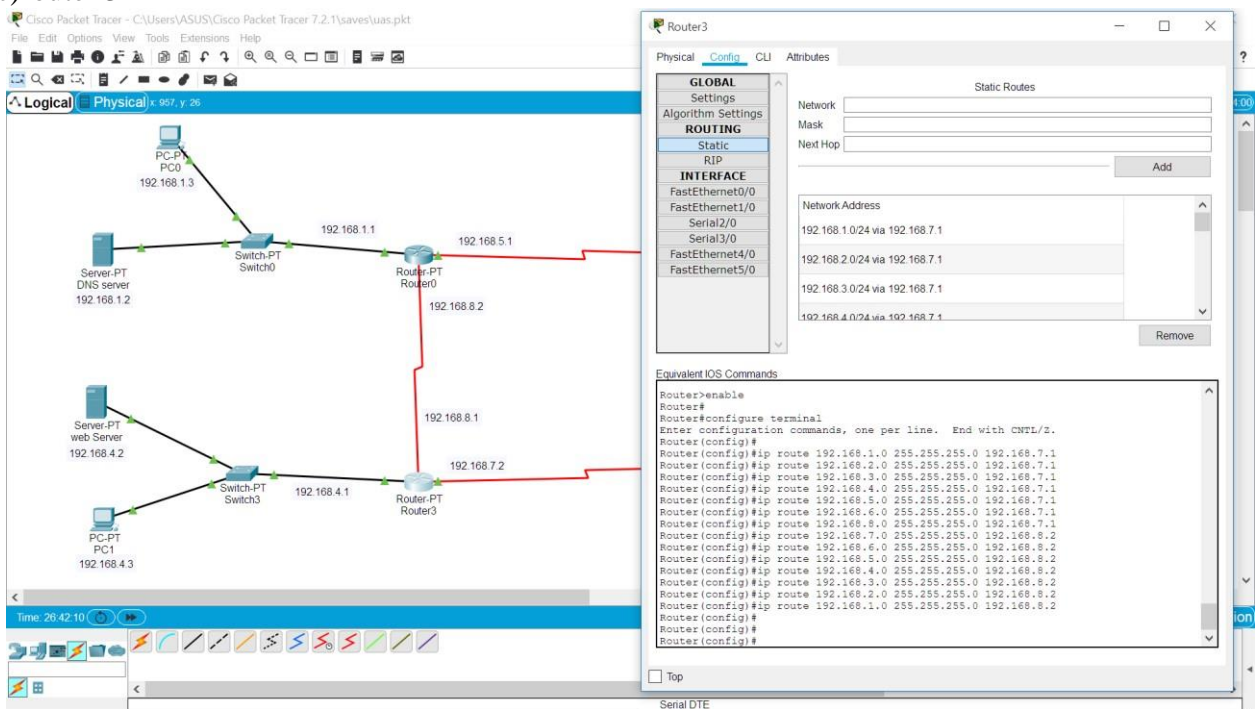 Cisco Packet Tracer - C:\Users\ASUS\Cisco Packet Tracer 7.2.1\saves\uas.pkt
File Edit Options View Tools Extensions Help
Logical Physical x: 957, y: 26
PC-PT
PC0
192.168.1.3
192.168.1.1
192.168.5.1
Switch-PT
Switch0
Router-PT
Router0
Server-PT
DNS server
192.168.1.2
192.168.8.2
Server-PT
web Server
192.168.4.2
192.168.8.1
192.168.7.2
Switch-PT
Switch3
192.168.4.1
Router-PT
Router3
PC-PT
PC1
192.168.4.3
Time: 26:42:10
Router3
Physical Config CLI Attributes
GLOBAL
Settings
Algorithm Settings
ROUTING
Static
RIP
INTERFACE
FastEthernet0/0
FastEthernet1/0
Serial2/0
Serial3/0
FastEthernet4/0
FastEthernet5/0
Static Routes
Network
Mask
Next Hop
Add
Network Address
192.168.1.0/24 via 192.168.7.1
192.168.2.0/24 via 192.168.7.1
192.168.3.0/24 via 192.168.7.1
192.168.4.0/24 via 192.168.7.1
Remove
Equivalent IOS Commands
Router>enable
Router#
Router#configure terminal
Enter configuration commands, one per line. End with CNTL/Z.
Router(config)#
Router(config)#ip route 192.168.1.0 255.255.255.0 192.168.7.1
Router(config)#ip route 192.168.2.0 255.255.255.0 192.168.7.1
Router(config)#ip route 192.168.3.0 255.255.255.0 192.168.7.1
Router(config)#ip route 192.168.4.0 255.255.255.0 192.168.7.1
Router(config)#ip route 192.168.5.0 255.255.255.0 192.168.7.1
Router(config)#ip route 192.168.6.0 255.255.255.0 192.168.7.1
Router(config)#ip route 192.168.8.0 255.255.255.0 192.168.7.1
Router(config)#ip route 192.168.7.0 255.255.255.0 192.168.8.2
Router(config)#ip route 192.168.6.0 255.255.255.0 192.168.8.2
Router(config)#ip route 192.168.5.0 255.255.255.0 192.168.8.2
Router(config)#ip route 192.168.4.0 255.255.255.0 192.168.8.2
Router(config)#ip route 192.168.3.0 255.255.255.0 192.168.8.2
Router(config)#ip route 192.168.2.0 255.255.255.0 192.168.8.2
Router(config)#ip route 192.168.1.0 255.255.255.0 192.168.8.2
Router(config)#
Router(config)#
Router(config)#
Top
Serial DTE